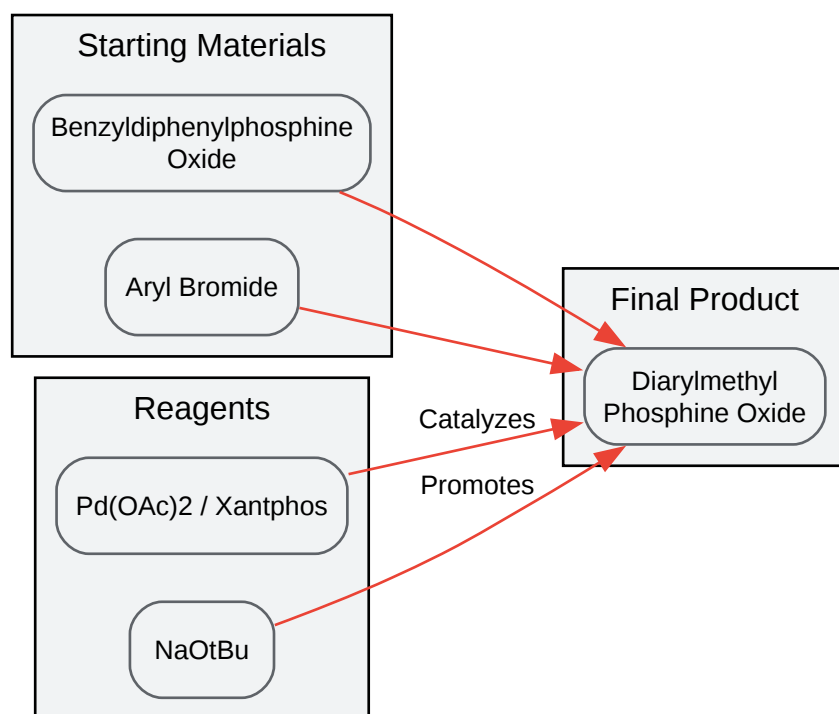 Starting Materials
Benzyldiphenylphosphine
Oxide
Aryl Bromide
Reagents
Pd(OAc)2 / Xantphos
NaOtBu
Catalyzes
Promotes
Final Product
Diarylmethyl
Phosphine Oxide